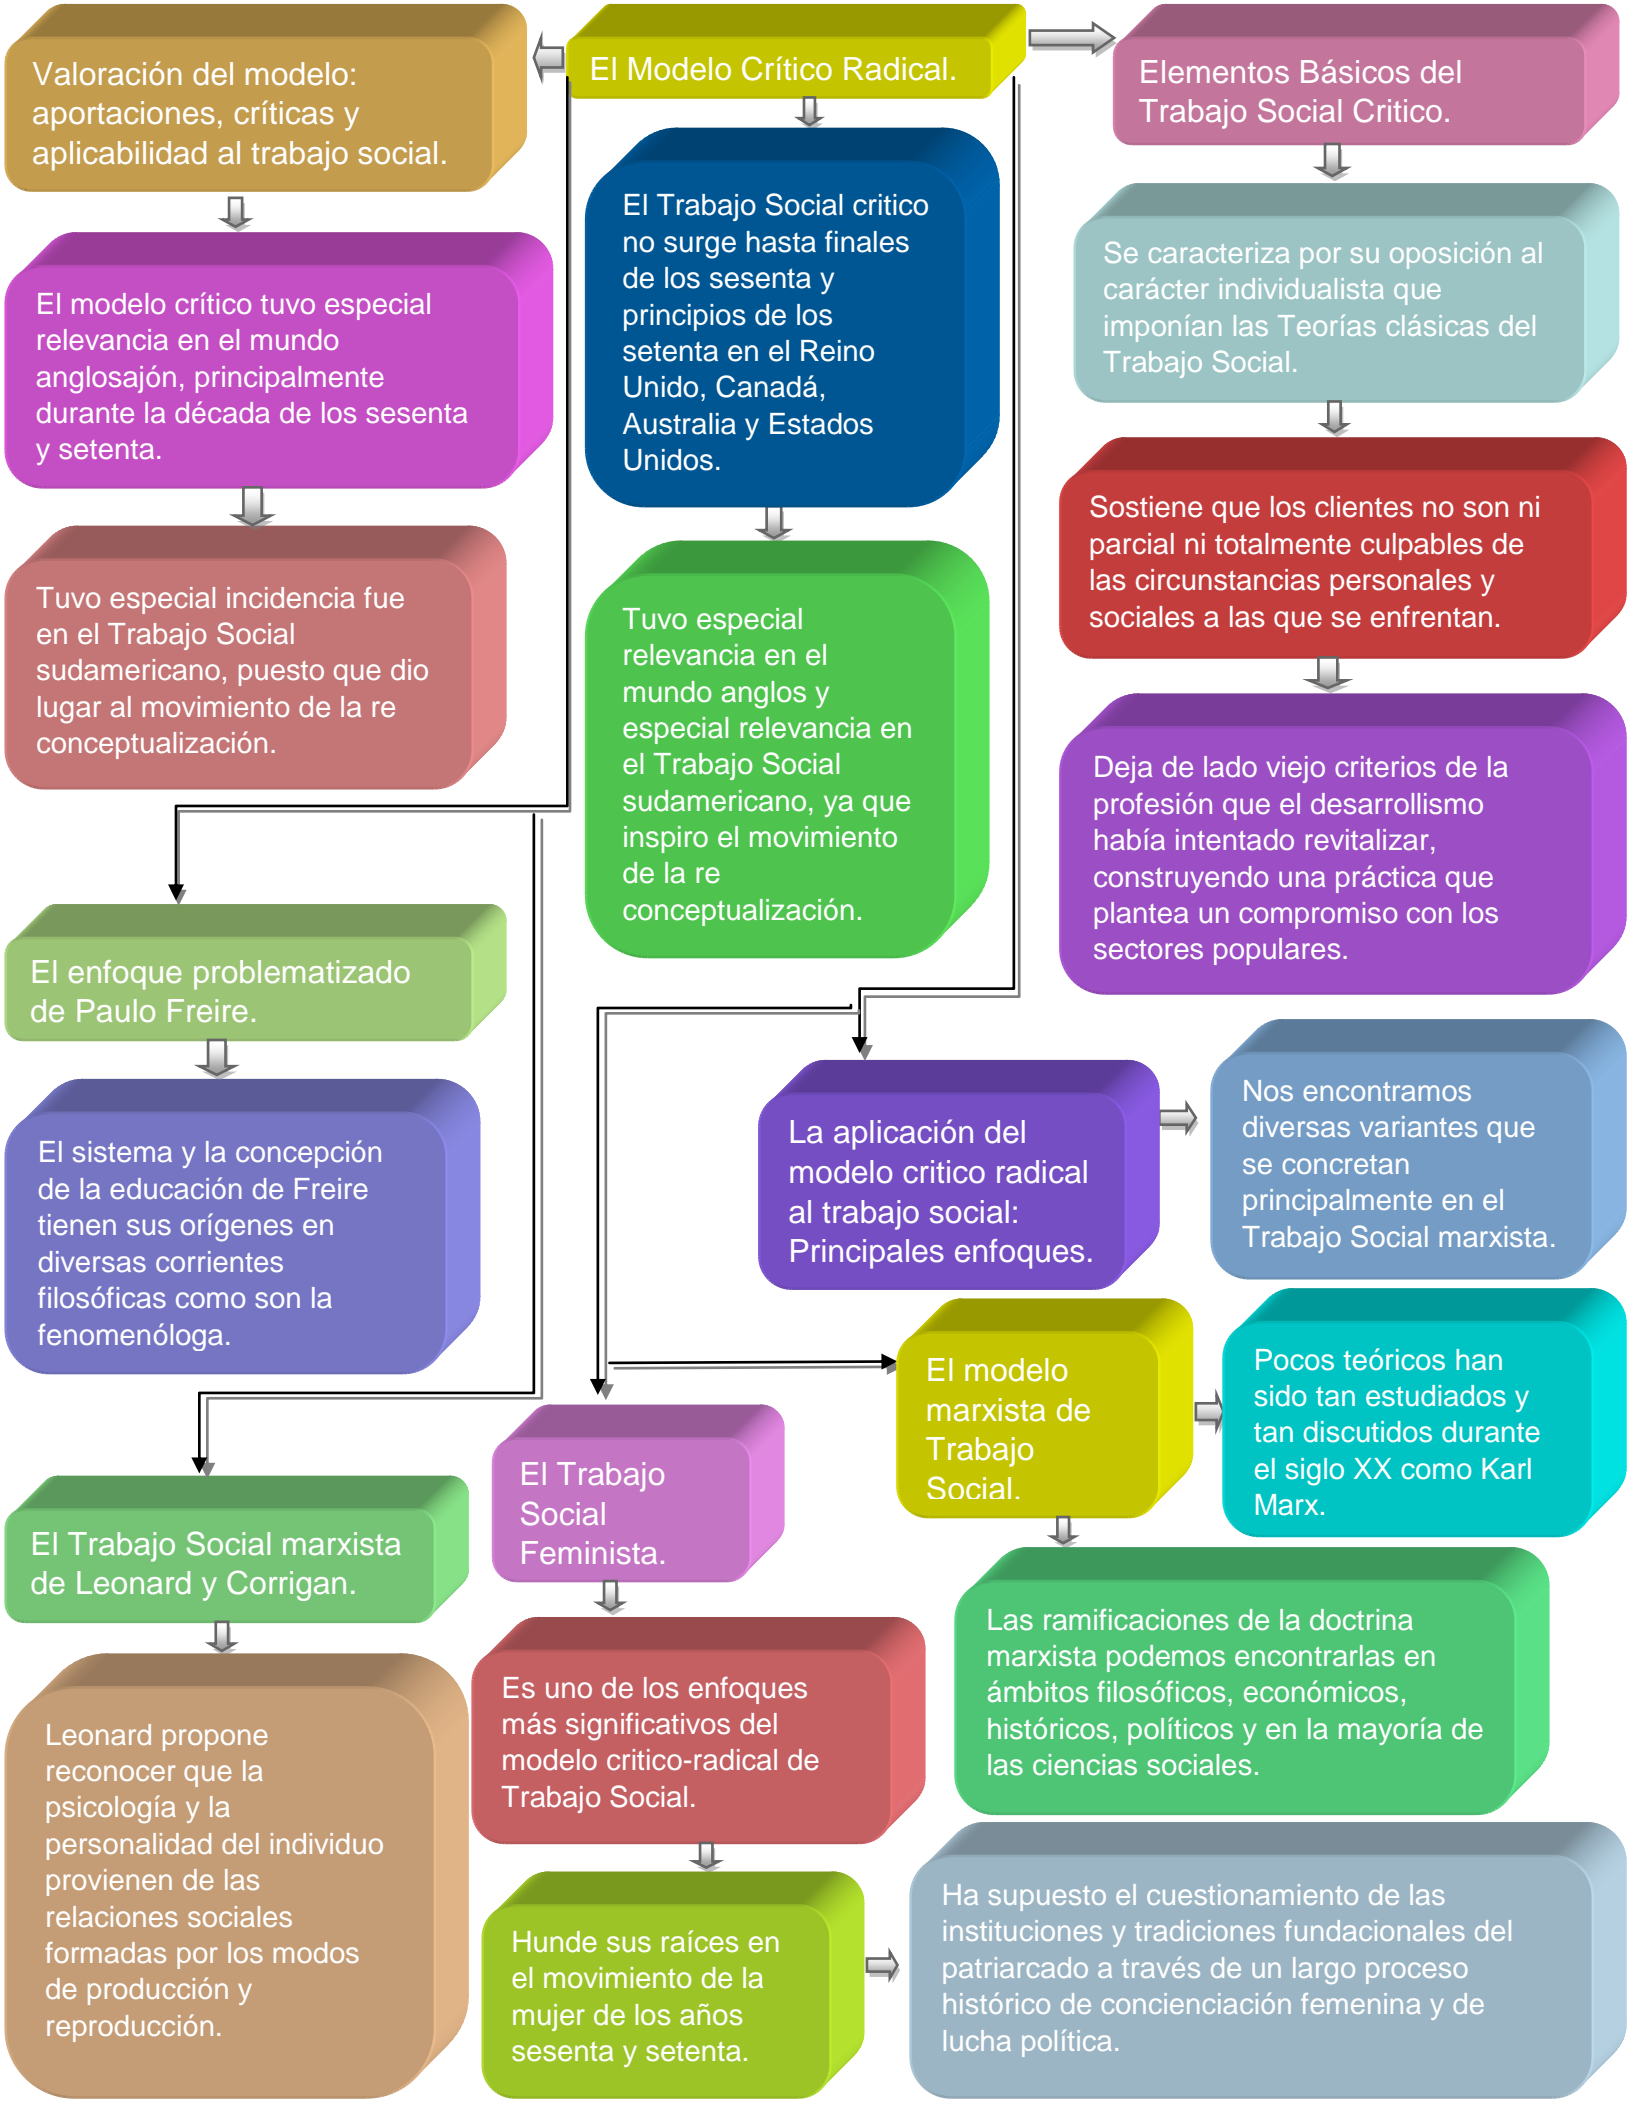 El Modelo Crítico Radical.
Valoración del modelo:
aportaciones, críticas y
aplicabilidad al trabajo social.
El modelo crítico tuvo especial
relevancia en el mundo
anglosajón, principalmente
durante la década de los sesenta
y setenta.
Tuvo especial incidencia fue
en el Trabajo Social
sudamericano, puesto que dio
lugar al movimiento de la re
conceptualización.
El Trabajo Social critico
no surge hasta finales
de los sesenta y
principios de los
setenta en el Reino
Unido, Canadá,
Australia y Estados
Unidos.
Tuvo especial
relevancia en el
mundo anglos y
especial relevancia en
el Trabajo Social
sudamericano, ya que
inspiro el movimiento
de la re
conceptualización.
Elementos Básicos del
Trabajo Social Critico.
Se caracteriza por su oposición al
carácter individualista que
imponían las Teorías clásicas del
Trabajo Social.
Sostiene que los clientes no son ni
parcial ni totalmente culpables de
las circunstancias personales y
sociales a las que se enfrentan.
Deja de lado viejo criterios de la
profesión que el desarrollismo
había intentado revitalizar,
construyendo una práctica que
plantea un compromiso con los
sectores populares.
El enfoque problematizado
de Paulo Freire.
El sistema y la concepción
de la educación de Freire
tienen sus orígenes en
diversas corrientes
filosóficas como son la
fenomenóloga.
La aplicación del
modelo critico radical
al trabajo social:
Principales enfoques.
Nos encontramos
diversas variantes que
se concretan
principalmente en el
Trabajo Social marxista.
El modelo
marxista de
Trabajo
Social.
Pocos teóricos han
sido tan estudiados y
tan discutidos durante
el siglo XX como Karl
Marx.
Las ramificaciones de la doctrina
marxista podemos encontrarlas en
ámbitos filosóficos, económicos,
históricos, políticos y en la mayoría de
las ciencias sociales.
El Trabajo Social marxista
de Leonard y Corrigan.
Leonard propone
reconocer que la
psicología y la
personalidad del individuo
provienen de las
relaciones sociales
formadas por los modos
de producción y
reproducción.
El Trabajo
Social
Feminista.
Es uno de los enfoques
más significativos del
modelo critico-radical de
Trabajo Social.
Hunde sus raíces en
el movimiento de la
mujer de los años
sesenta y setenta.
Ha supuesto el cuestionamiento de las
instituciones y tradiciones fundacionales del
patriarcado a través de un largo proceso
histórico de concienciación femenina y de
lucha política.